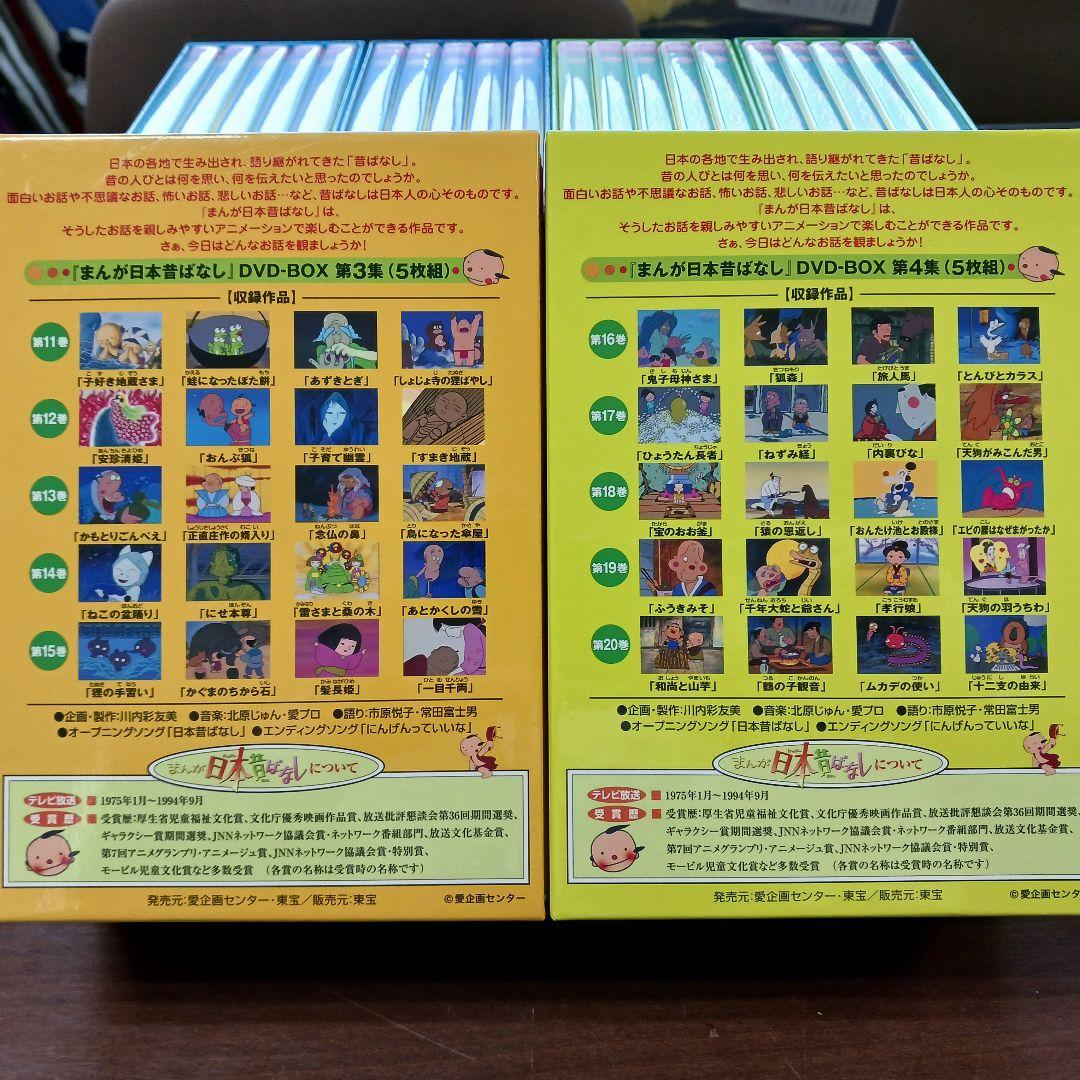 日本の各地で生み出され、語り継がれてきた「昔ばなし」。
昔の人びとは何を思い、何を伝えたいと思ったのでしょうか。
面白いお話や不思議なお話、怖いお話、悲しいお話…など、昔ばなしは日本人の心そのものです。
『まんが日本昔ばなし』は、
そうしたお話を親しみやすいアニメーションで楽しむことができる作品です。
さぁ、今日はどんなお話を観ましょうか!
『まんが日本昔ばなし』DVD-BOX 第3集(5枚組)
【収録作品】
第11巻
「子好き地蔵さま」 「蛙になったぼた餅」 「あずきとぎ」 「しょじょ寺の狸ばやし」
第12巻
「安珍清姫」 「おんぶ狐」 「子育て幽霊」 「すまき地蔵」
第13巻
「かもとりごんべえ」 「正直庄作の婿入り」 「念仏の鼻」 「鳥になった傘屋」
第14巻
「ねこの盆踊り」 「にせ本尊」 「雷さまと桑の木」 「あとかくしの雪」
第15巻
「狸の手習い」 「かぐまのちから石」 「髪長姫」 「一目千両」
●企画・製作:川内彩友美 ●音楽:北原じゅん・愛プロ ●語り:市原悦子・常田富士男
●オープニングソング「日本昔ばなし」 ●エンディングソング「にんげんっていいな」
まんが日本昔ばなしについて
テレビ放送 ■ 1975年1月～1994年9月
受賞歴 ■ 受賞歴:厚生省児童福祉文化賞、文化庁優秀映画作品賞、放送批評懇談会第36回期間選奨、
ギャラクシー賞期間選奨、JNNネットワーク協議会賞・ネットワーク番組部門、放送文化基金賞、
第7回アニメグランプリ・アニメージュ賞、JNNネットワーク協議会賞・特別賞、
モービル児童文化賞など多数受賞 (各賞の名称は受賞時の名称です)
発売元:愛企画センター・東宝／販売元:東宝
©愛企画センター
日本の各地で生み出され、語り継がれてきた「昔ばなし」。
昔の人びとは何を思い、何を伝えたいと思ったのでしょうか。
面白いお話や不思議なお話、怖いお話、悲しいお話…など、昔ばなしは日本人の心そのものです。
『まんが日本昔ばなし』は、
そうしたお話を親しみやすいアニメーションで楽しむことができる作品です。
さぁ、今日はどんなお話を観ましょうか!
『まんが日本昔ばなし』DVD-BOX 第4集(5枚組)
【収録作品】
第16巻
「鬼子母神さま」 「狐森」 「旅人馬」 「とんびとカラス」
第17巻
「ひょうたん長者」 「ねずみ経」 「内裏びな」 「天狗がみこんだ男」
第18巻
「宝のおお釜」 「猿の恩返し」 「おんたけ池とお殿様」 「エビの腰はなぜまがったか」
第19巻
「ふうきみそ」 「千年大蛇と爺さん」 「孝行娘」 「天狗の羽うちわ」
第20巻
「和尚と山芋」 「鶴の子観音」 「ムカデの使い」 「十二支の由来」
●企画・製作:川内彩友美 ●音楽:北原じゅん・愛プロ ●語り:市原悦子・常田富士男
●オープニングソング「日本昔ばなし」 ●エンディングソング「にんげんっていいな」
まんが日本昔ばなしについて
テレビ放送 ■ 1975年1月～1994年9月
受賞歴 ■ 受賞歴:厚生省児童福祉文化賞、文化庁優秀映画作品賞、放送批評懇談会第36回期間選奨、
ギャラクシー賞期間選奨、JNNネットワーク協議会賞・ネットワーク番組部門、放送文化基金賞、
第7回アニメグランプリ・アニメージュ賞、JNNネットワーク協議会賞・特別賞、
モービル児童文化賞など多数受賞 (各賞の名称は受賞時の名称です)
発売元:愛企画センター・東宝／販売元:東宝
©愛企画センタ